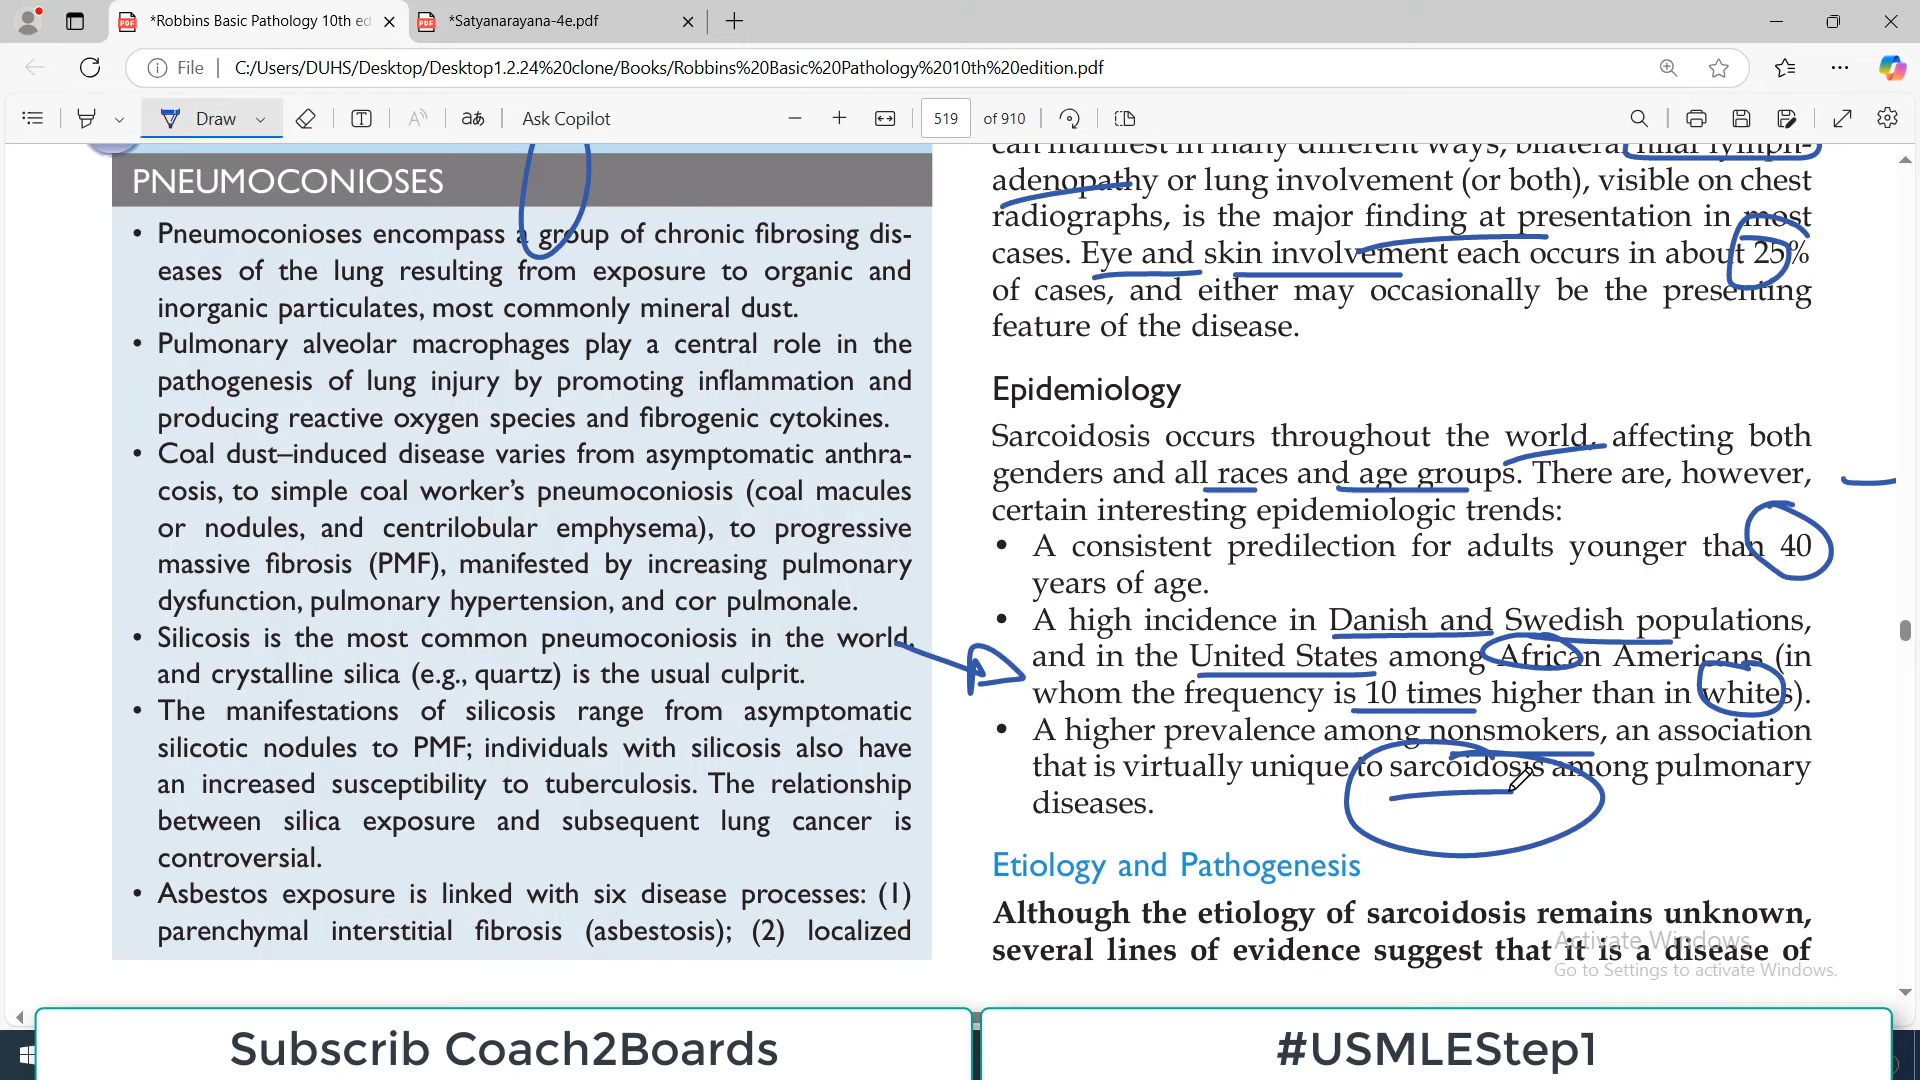 *Robbins Basic Pathology 10th ed
*Satyanarayana-4e.pdf
File
C:/Users/DUHS/Desktop/Desktop1.2.24%20clone/Books/Robbins%20Basic%20Pathology%2010th%20edition.pdf
Draw
Ask Copilot
519 of 910
PNEUMOCONIOSES
• Pneumoconioses encompass a group of chronic fibrosing dis-
eases of the lung resulting from exposure to organic and
inorganic particulates, most commonly mineral dust.
• Pulmonary alveolar macrophages play a central role in the
pathogenesis of lung injury by promoting inflammation and
producing reactive oxygen species and fibrogenic cytokines.
• Coal dust–induced disease varies from asymptomatic anthra-
cosis, to simple coal worker's pneumoconiosis (coal macules
or nodules, and centrilobular emphysema), to progressive
massive fibrosis (PMF), manifested by increasing pulmonary
dysfunction, pulmonary hypertension, and cor pulmonale.
• Silicosis is the most common pneumoconiosis in the world,
and crystalline silica (e.g., quartz) is the usual culprit.
• The manifestations of silicosis range from asymptomatic
silicotic nodules to PMF; individuals with silicosis also have
an increased susceptibility to tuberculosis. The relationship
between silica exposure and subsequent lung cancer is
controversial.
• Asbestos exposure is linked with six disease processes: (1)
parenchymal interstitial fibrosis (asbestosis); (2) localized
can manifest in many different ways, bilateral hilar lymph-
adenopathy or lung involvement (or both), visible on chest
radiographs, is the major finding at presentation in most
cases. Eye and skin involvement each occurs in about 25%
of cases, and either may occasionally be the presenting
feature of the disease.
Epidemiology
Sarcoidosis occurs throughout the world, affecting both
genders and all races and age groups. There are, however,
certain interesting epidemiologic trends:
• A consistent predilection for adults younger than 40
years of age.
• A high incidence in Danish and Swedish populations,
and in the United States among African Americans (in
whom the frequency is 10 times higher than in whites).
• A higher prevalence among nonsmokers, an association
that is virtually unique to sarcoidosis among pulmonary
diseases.
Etiology and Pathogenesis
Although the etiology of sarcoidosis remains unknown,
several lines of evidence suggest that it is a disease of
Activate Windows
Go to Settings to activate Windows.
Subscrib Coach2Boards
#USMLEStep1